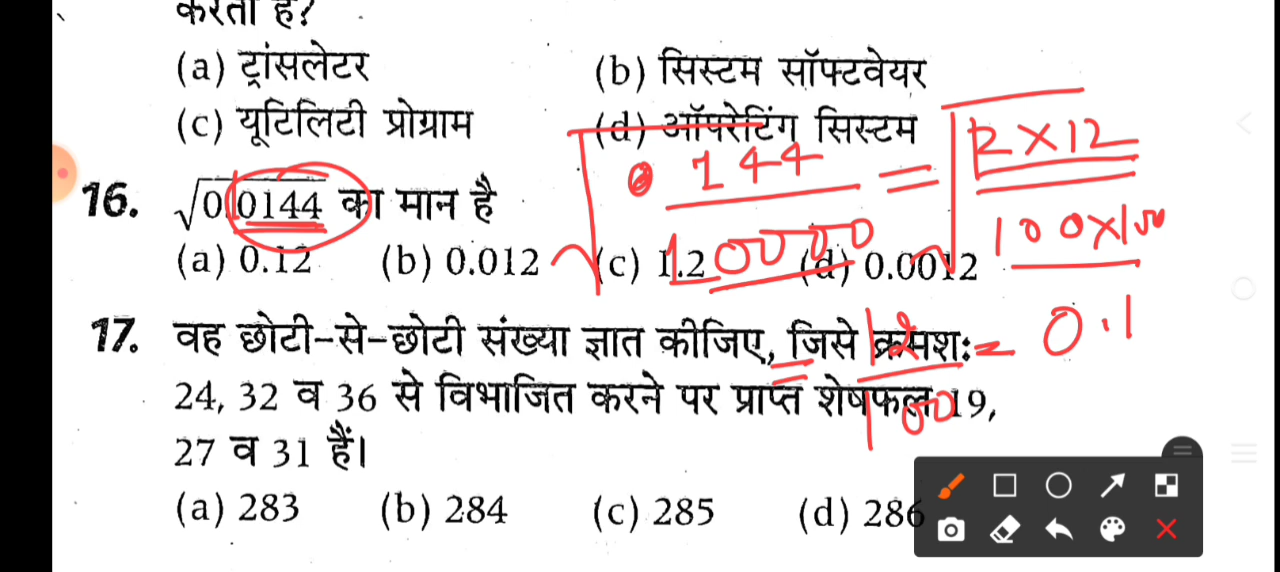 करता है?
(a) ट्रांसलेटर (b) सिस्टम सॉफ्टवेयर
(c) यूटिलिटी प्रोग्राम (d) ऑपरेटिंग सिस्टम
16. √0.0144 का मान है
(a) 0.12 (b) 0.012 (c) 1.2 (d) 0.0012
144
10000
=
12×12
100×100
17. वह छोटी-से-छोटी संख्या ज्ञात कीजिए, जिसे क्रमश:
24, 32 व 36 से विभाजित करने पर प्राप्त शेषफल 19,
27 व 31 हैं।
= 12
100
= 0.1
(a) 283 (b) 284 (c) 285 (d) 286